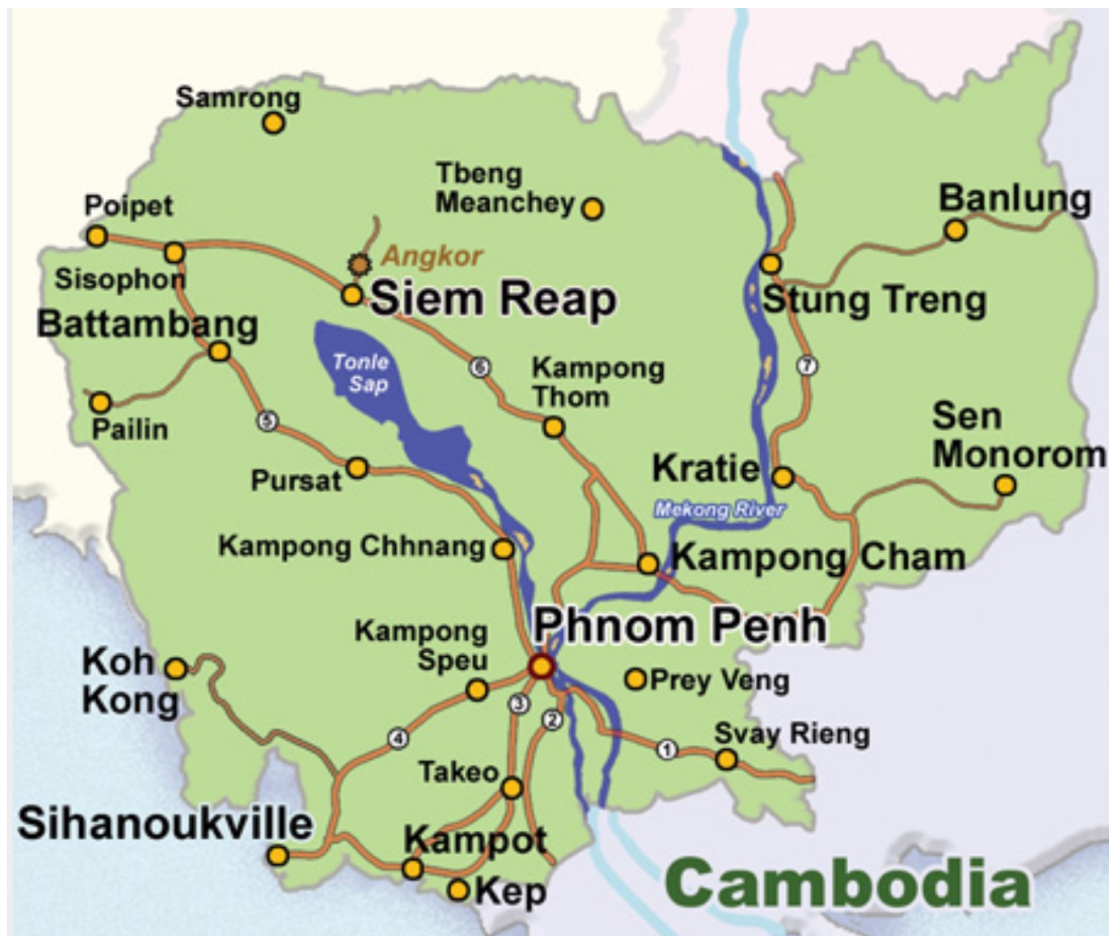 Samrong
Tbeng
Meanchey
Banlung
Poipet
Angkor
Sisophon
Siem Reap
Stung Treng
Battambang
Tonle
Sap
6
Kampong
Thom
7
Pailin
5
Sen
Monorom
Pursat
Kratie
Mekong River
Kampong Chhnang
Kampong Cham
Phnom Penh
Kampong
Speu
Koh
Kong
Prey Veng
3
2
4
1
Svay Rieng
Takeo
Sihanoukville
Kampot
Kep
Cambodia